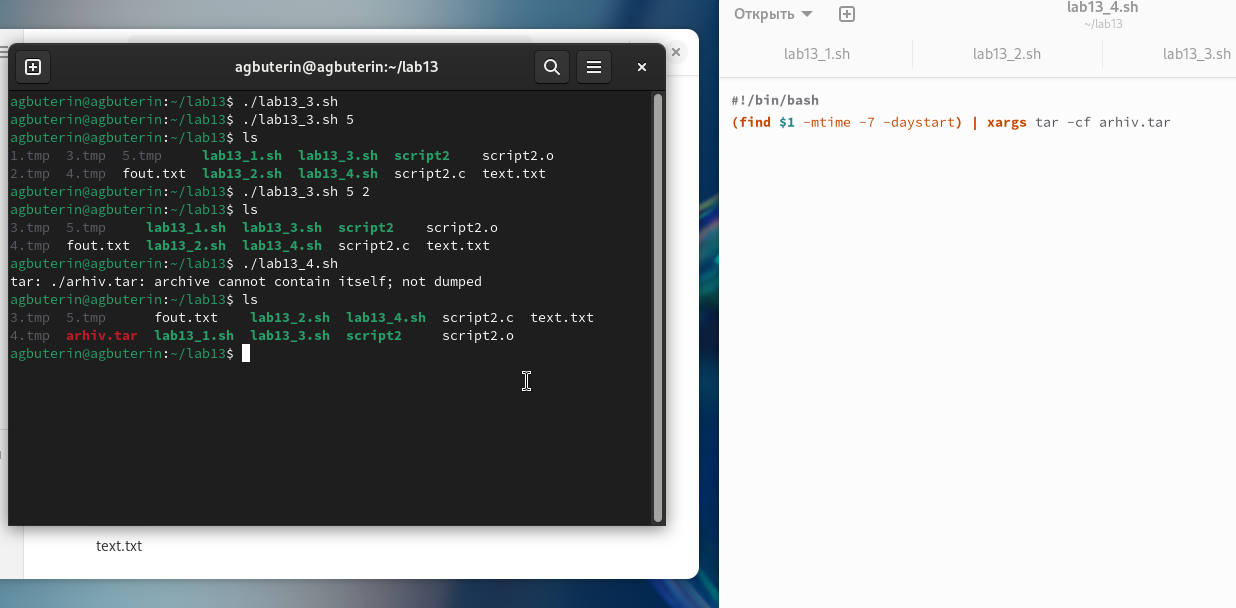 agbuterin@agbuterin:~/lab13
agbuterin@agbuterin:~/lab13$ ./lab13_3.sh
agbuterin@agbuterin:~/lab13$ ./lab13_3.sh 5
agbuterin@agbuterin:~/lab13$ ls
1.tmp  3.tmp  5.tmp     lab13_1.sh  lab13_3.sh  script2    script2.o
2.tmp  4.tmp  fout.txt  lab13_2.sh  lab13_4.sh  script2.c  text.txt
agbuterin@agbuterin:~/lab13$ ./lab13_3.sh 5 2
agbuterin@agbuterin:~/lab13$ ls
3.tmp  5.tmp     lab13_1.sh  lab13_3.sh  script2    script2.o
4.tmp  fout.txt  lab13_2.sh  lab13_4.sh  script2.c  text.txt
agbuterin@agbuterin:~/lab13$ ./lab13_4.sh
tar: ./arhiv.tar: archive cannot contain itself; not dumped
agbuterin@agbuterin:~/lab13$ ls
3.tmp  5.tmp      fout.txt    lab13_2.sh  lab13_4.sh  script2.c  text.txt
4.tmp  arhiv.tar  lab13_1.sh  lab13_3.sh  script2     script2.o
agbuterin@agbuterin:~/lab13$
text.txt
Открыть
lab13_4.sh
~/lab13
lab13_1.sh lab13_2.sh lab13_3.sh
#!/bin/bash
(find $1 -mtime -7 -daystart) | xargs tar -cf arhiv.tar